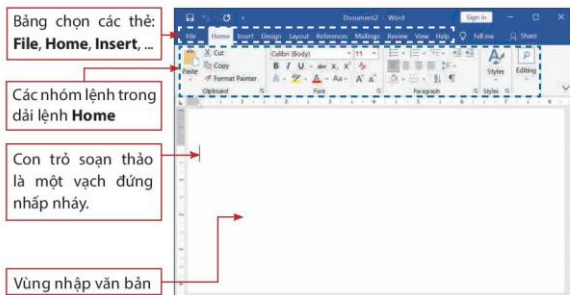 Bảng chọn các thẻ:
File, Home, Insert, ...
Các nhóm lệnh trong
dải lệnh Home
Con trỏ soạn thảo
là một vạch đứng
nhấp nháy.
Vùng nhập văn bản
Document2 - Word
Sign in
File Home Insert Design Layout References Mailings Review View Help Tell me Share
Paste
Cut
Copy
Format Painter
Clipboard
Calibri (Body) 11
B I U abc X, X²
A Aa A A
Font
Paragraph
Styles
Styles
Editing